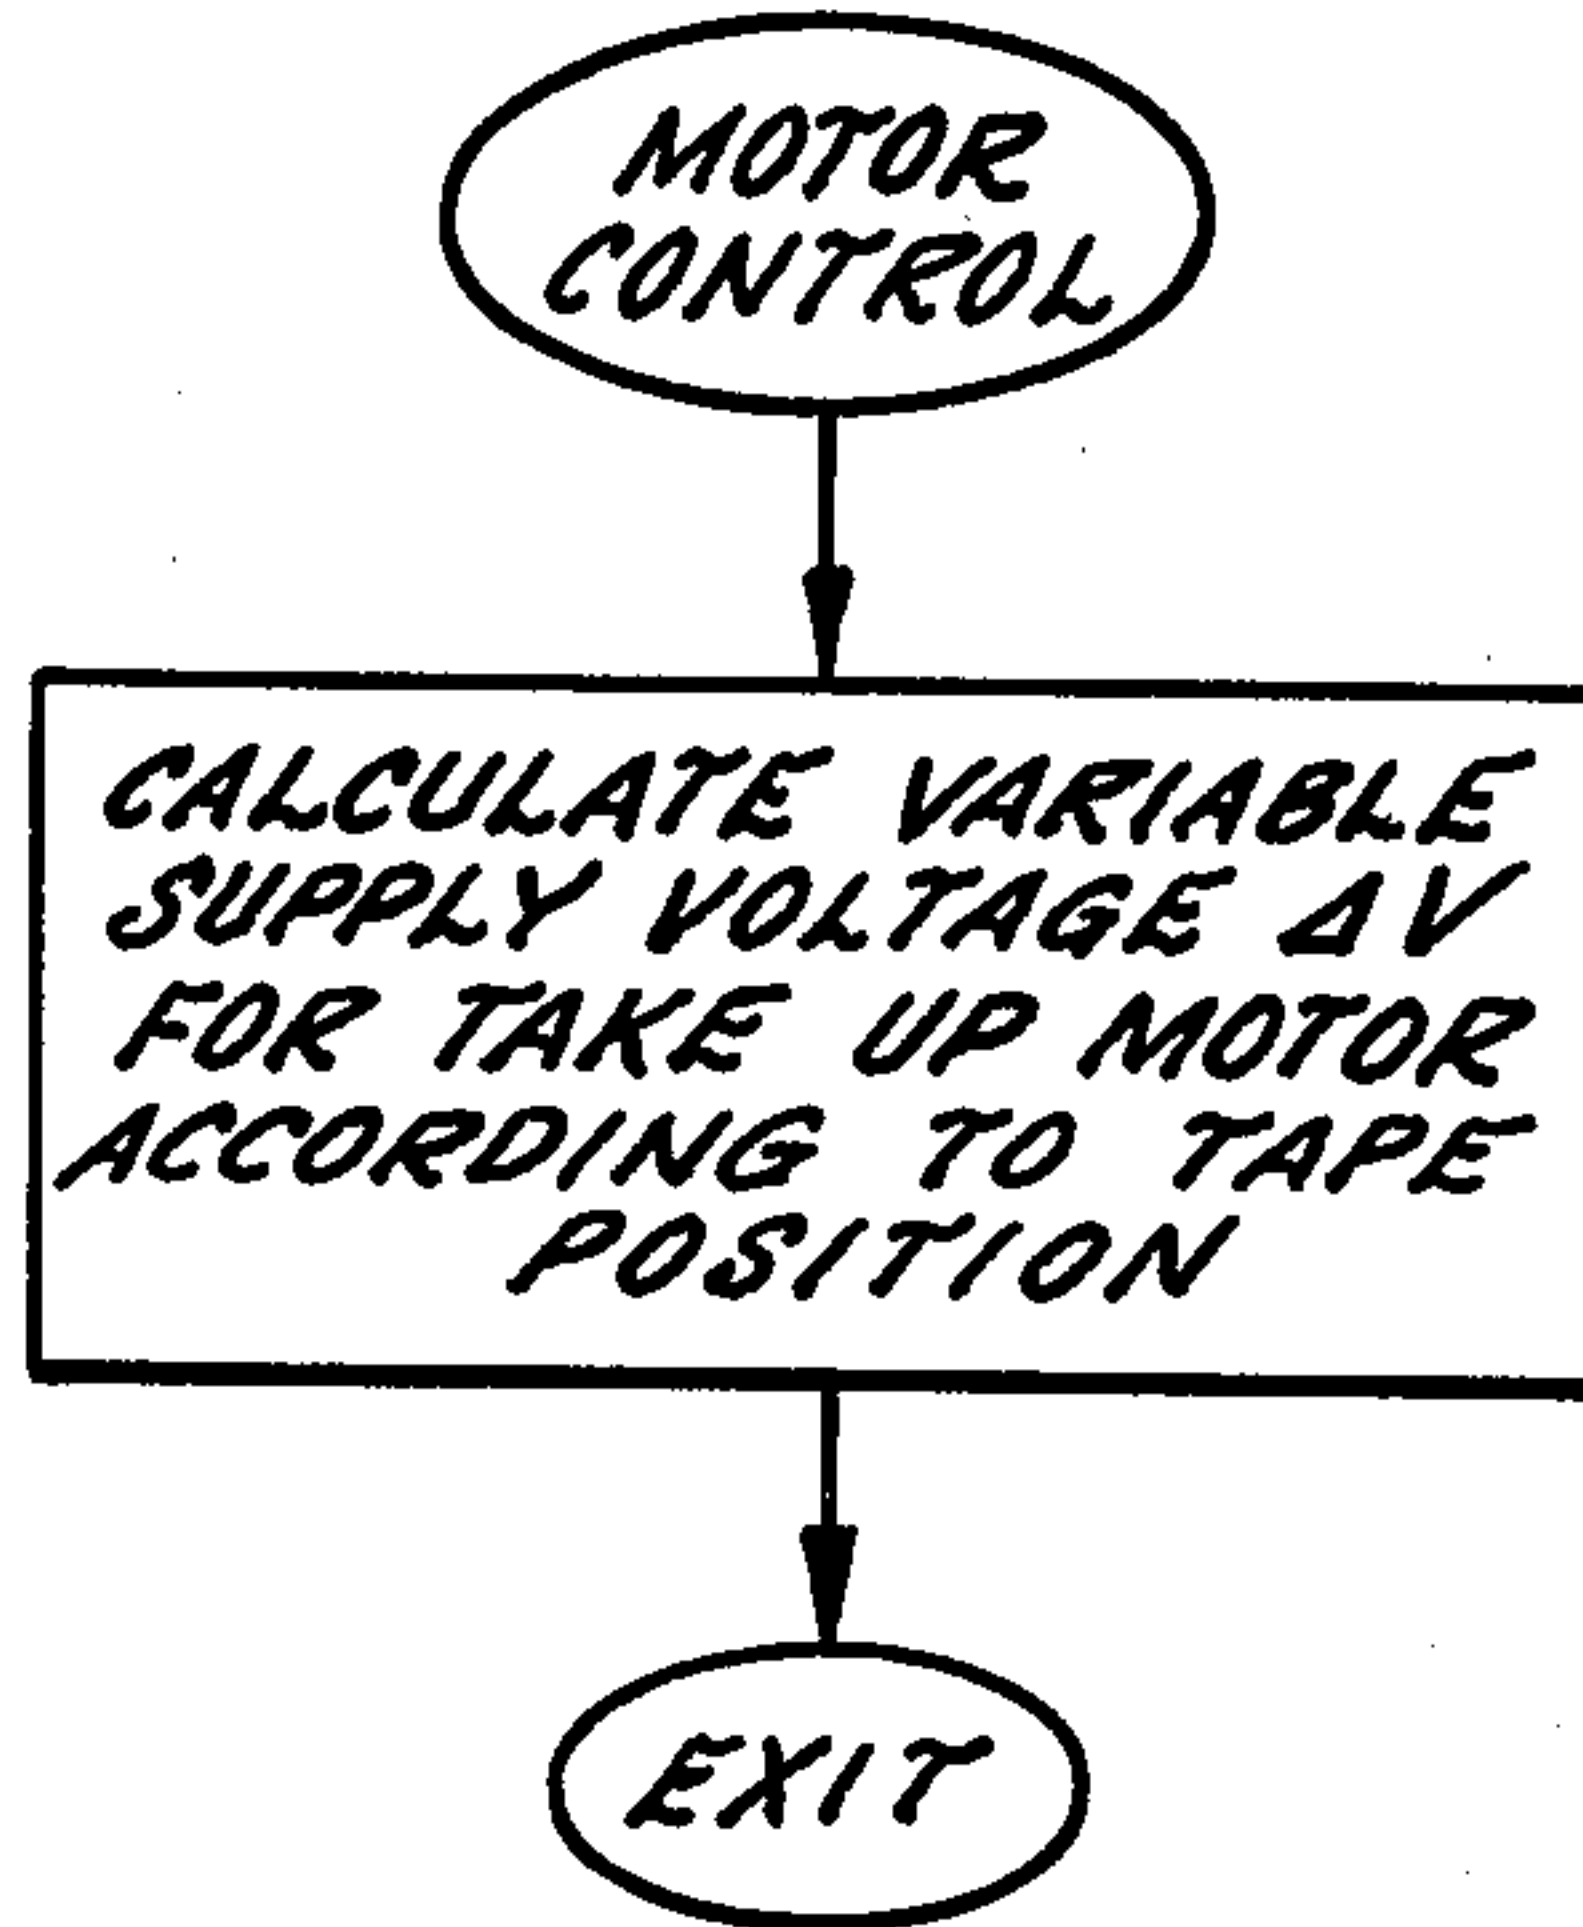 MOTOR
CONTROL
CALCULATE VARIABLE
SUPPLY VOLTAGE ΔV
FOR TAKE UP MOTOR
ACCORDING TO TAPE
POSITION
EXIT